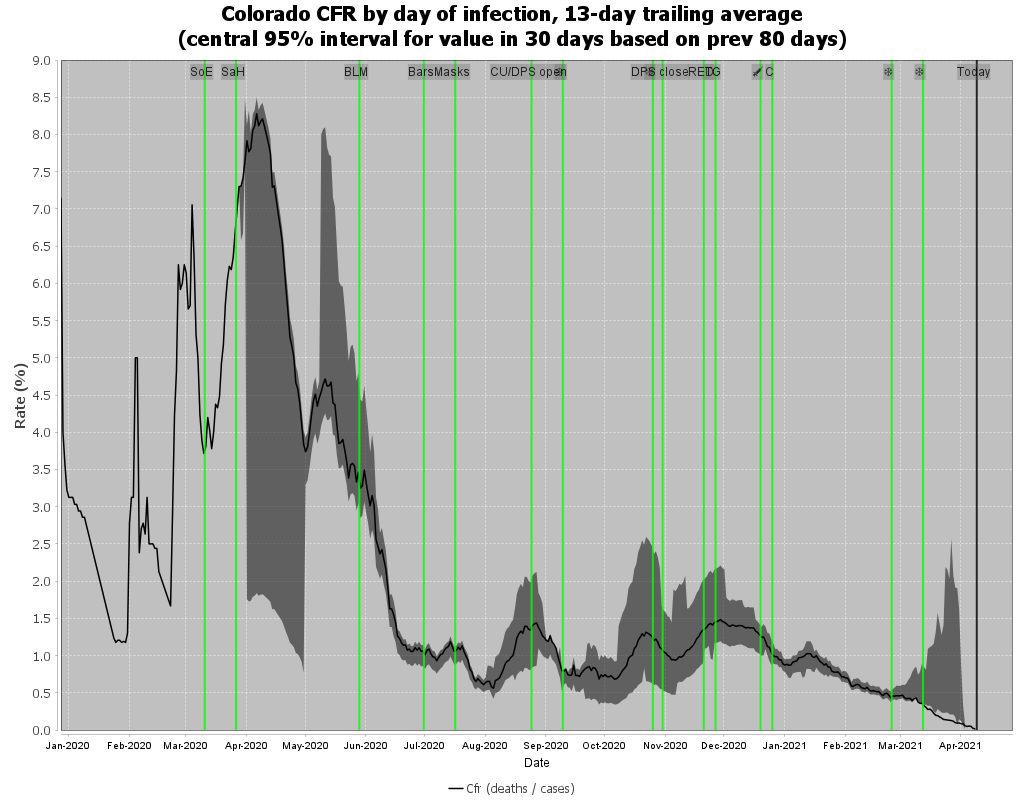 Colorado CFR by day of infection, 13-day trailing average
(central 95% interval for value in 30 days based on prev 80 days)
SoE SaH BLM Bars Masks CU/DPS open close RED C Today
9.0
8.5
8.0
7.5
7.0
6.5
6.0
5.5
5.0
4.5
4.0
3.5
3.0
2.5
2.0
1.5
1.0
0.5
0.0
Rate (%)
Jan-2020 Feb-2020 Mar-2020 Apr-2020 May-2020 Jun-2020 Jul-2020 Aug-2020 Sep-2020 Oct-2020 Nov-2020 Dec-2020 Jan-2021 Feb-2021 Mar-2021 Apr-2021
Date
Cfr (deaths / cases)